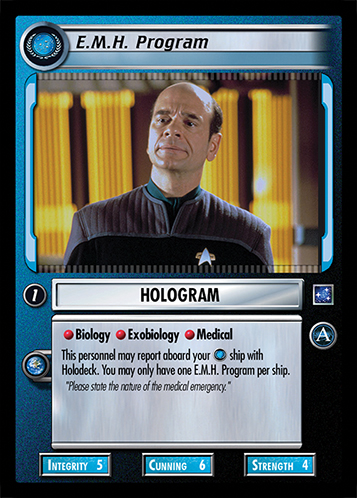 E.M.H. Program
1
HOLOGRAM
Biology Exobiology Medical
A
This personnel may report aboard your ship with
Holodeck. You may only have one E.M.H. Program per ship.
"Please state the nature of the medical emergency."
INTEGRITY 5 CUNNING 6 STRENGTH 4